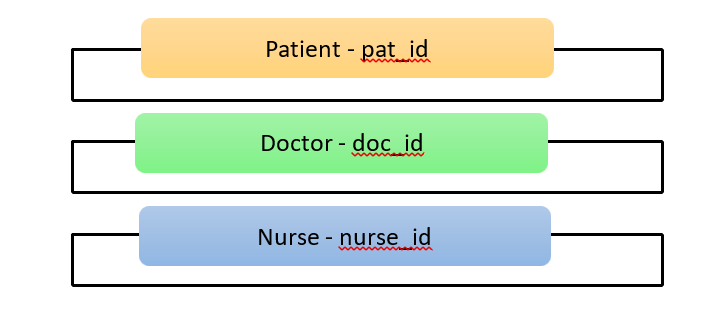 Patient - pat_id
Doctor - doc_id
Nurse - nurse_id